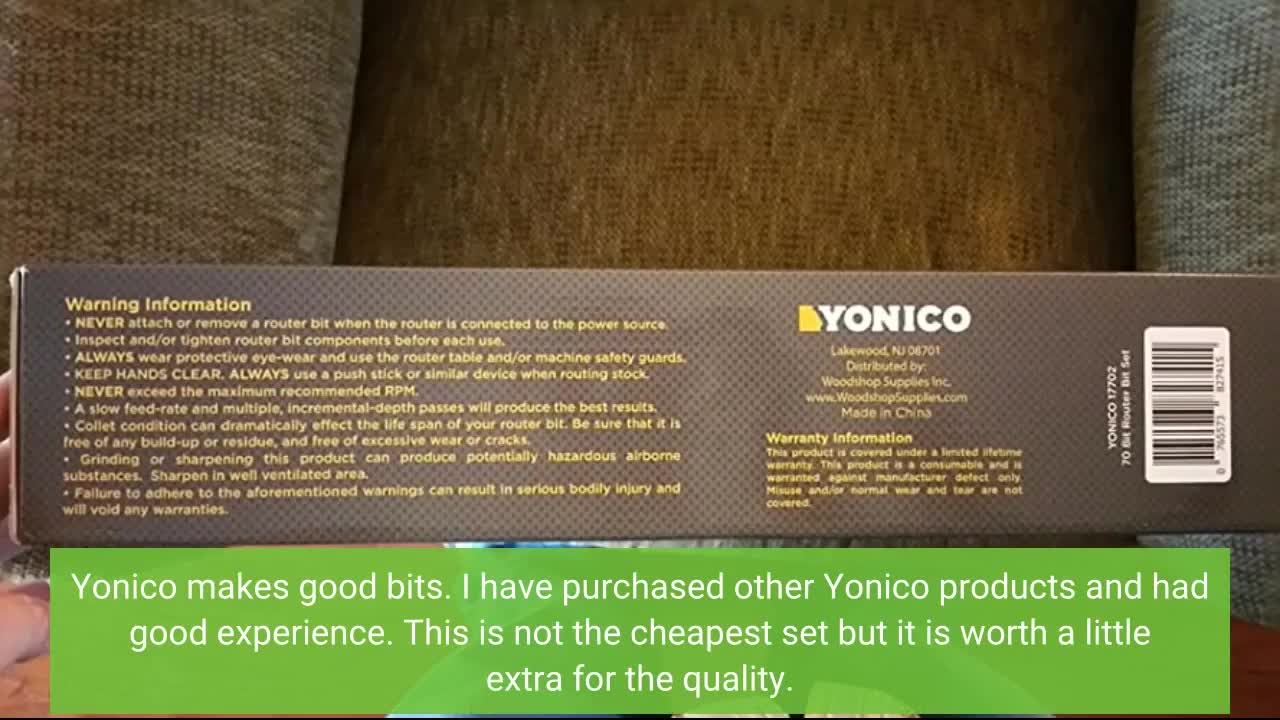 Warning Information
• NEVER attach or remove a router bit when the router is connected to the power source.
• Inspect and/or tighten router bit components before each use.
• ALWAYS wear protective eye-wear and use the router table and/or machine safety guards.
• KEEP HANDS CLEAR. ALWAYS use a push stick or similar device when routing stock.
• NEVER exceed the maximum recommended RPM.
• A slow feed-rate and multiple, incremental-depth passes will produce the best results.
• Collet condition can dramatically effect the life span of your router bit. Be sure that it is
free of any build-up or residue, and free of excessive wear or cracks.
• Grinding or sharpening this product can produce potentially hazardous airborne
substances. Sharpen in well ventilated area.
• Failure to adhere to the aforementioned warnings can result in serious bodily injury and
will void any warranties.
YONICO
Lakewood, NJ 08701
Distributed by:
Woodshop Supplies Inc.
www.WoodshopSupplies.com
Made in China
Warranty Information
This product is covered under a limited lifetime
warranty. This product is a consumable and is
warranted against manufacturer defect only.
Misuse and/or normal wear and tear are not
covered.
YONICO 17702
70 Bit Router Bit Set
0 765573 827415 8
Yonico makes good bits. I have purchased other Yonico products and had
good experience. This is not the cheapest set but it is worth a little
extra for the quality.